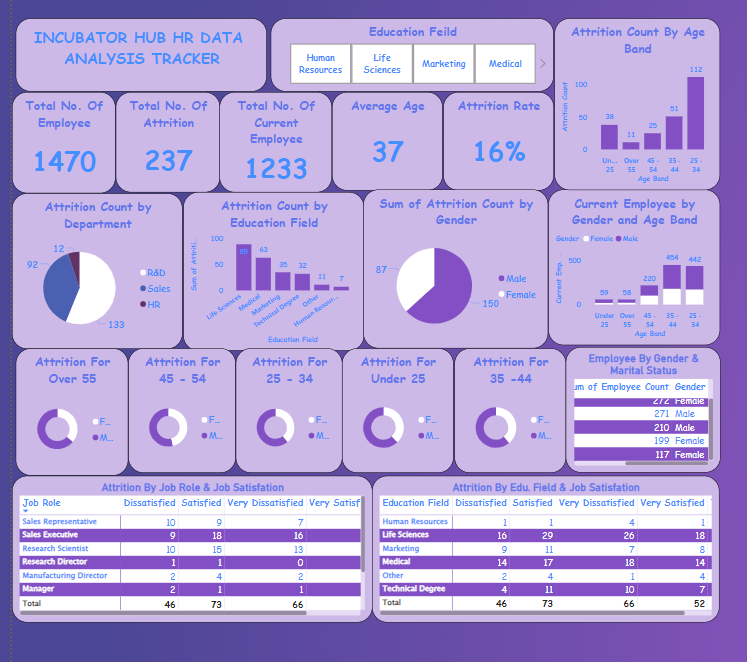 INCUBATOR HUB HR DATA
ANALYSIS TRACKER
Education Feild
Human
Resources
Life
Sciences
Marketing
Medical
Attrition Count By Age
Band
Attrition Count
100
50
0
38
11
25
51
112
Un...
25
Over
55
45 -
54
35 -
44
25 -
34
Age Band
Total No. Of
Employee
1470
Total No. Of
Attrition
237
Total No. Of
Current
Employee
1233
Average Age
37
Attrition Rate
16%
Attrition Count by
Department
12
92
133
R&D
Sales
HR
Attrition Count by
Education Field
Sum of Attriti...
100
50
0
89
63
35
32
11
7
Life Sciences
Medical
Marketing
Technical Degree
Other
Human Resour...
Education Field
Sum of Attrition Count by
Gender
87
150
Male
Female
Current Employee by
Gender and Age Band
Gender Female Male
Current Emp...
500
0
59
58
220
454
442
Under
25
Over
55
45 -
54
35 -
44
25 -
34
Age Band
Attrition For
Over 55
F...
M...
Attrition For
45 - 54
F...
M...
Attrition For
25 - 34
F...
M...
Attrition For
Under 25
F...
M...
Attrition For
35 -44
F...
M...
Employee By Gender &
Marital Status
um of Employee Count Gender
272 Female
271 Male
210 Male
199 Female
117 Female
Attrition By Job Role & Job Satisfation
Job Role Dissatisfied Satisfied Very Dissatisfied Very Satisf
Sales Representative 10 9 7
Sales Executive 9 18 16
Research Scientist 10 15 13
Research Director 1 1 0
Manufacturing Director 2 4 2
Manager 2 1 1
Total 46 73 66
Attrition By Edu. Field & Job Satisfation
Education Field Dissatisfied Satisfied Very Dissatisfied Very Satisfied
Human Resources 1 1 4 1
Life Sciences 16 29 26 18
Marketing 9 11 7 8
Medical 14 17 18 14
Other 2 4 1 4
Technical Degree 4 11 10 7
Total 46 73 66 52